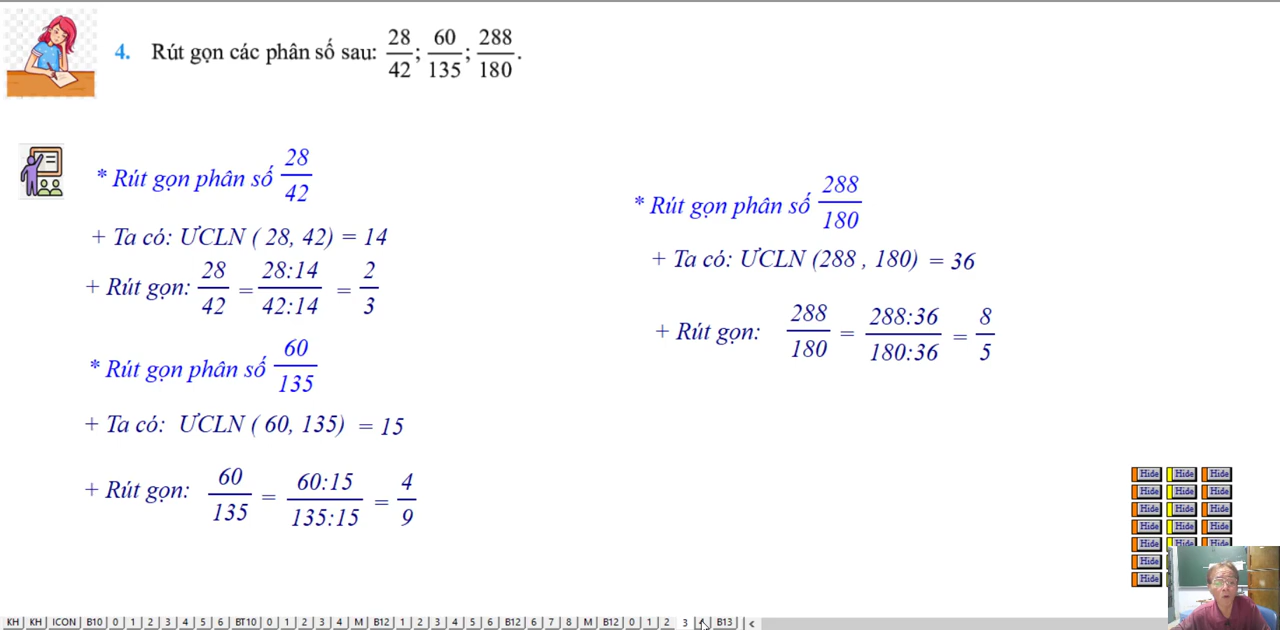 4. Rút gọn các phân số sau: 28/42; 60/135; 288/180.
* Rút gọn phân số 28/42
+ Ta có: ƯCLN ( 28, 42) = 14
+ Rút gọn: 28/42 = 28:14/42:14 = 2/3
* Rút gọn phân số 60/135
+ Ta có: ƯCLN ( 60, 135) = 15
+ Rút gọn: 60/135 = 60:15/135:15 = 4/9
* Rút gọn phân số 288/180
+ Ta có: ƯCLN (288 , 180) = 36
+ Rút gọn: 288/180 = 288:36/180:36 = 8/5
Hide Hide Hide
Hide Hide Hide
Hide Hide Hide
Hide Hide Hide
Hide Hide Hide
Hide
Hide
KH KH ICON B10 0 1 2 3 4 5 6 BT10 0 1 2 3 4 M B12 1 2 3 4 5 6 B12 6 7 8 M B12 0 1 2 3 4 B13 <